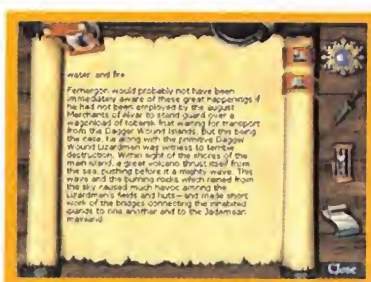 water and fire
Fernergon would probably not have been
immediately aware of these great happenings if
he had not been employed by the august
Merchants of Alvar to stand guard over a
wagonload of tobersk fruit waiting for transport
from the Dagger Wound Islands. But this being
the case, he along with the primitive Dagger
Wound Lizardmen was witness to terrible
destruction. Within sight of the shores of the
main island, a great volcano thrust itself from
the sea, pushing before it a mighty wave. This
wave and the burning rocks which rained from
the sky caused much havoc among the
Lizardman's fields and huts - and made short
work of the bridges connecting the inhabited
islands to one another and to the Jadamean
mainland.
Close